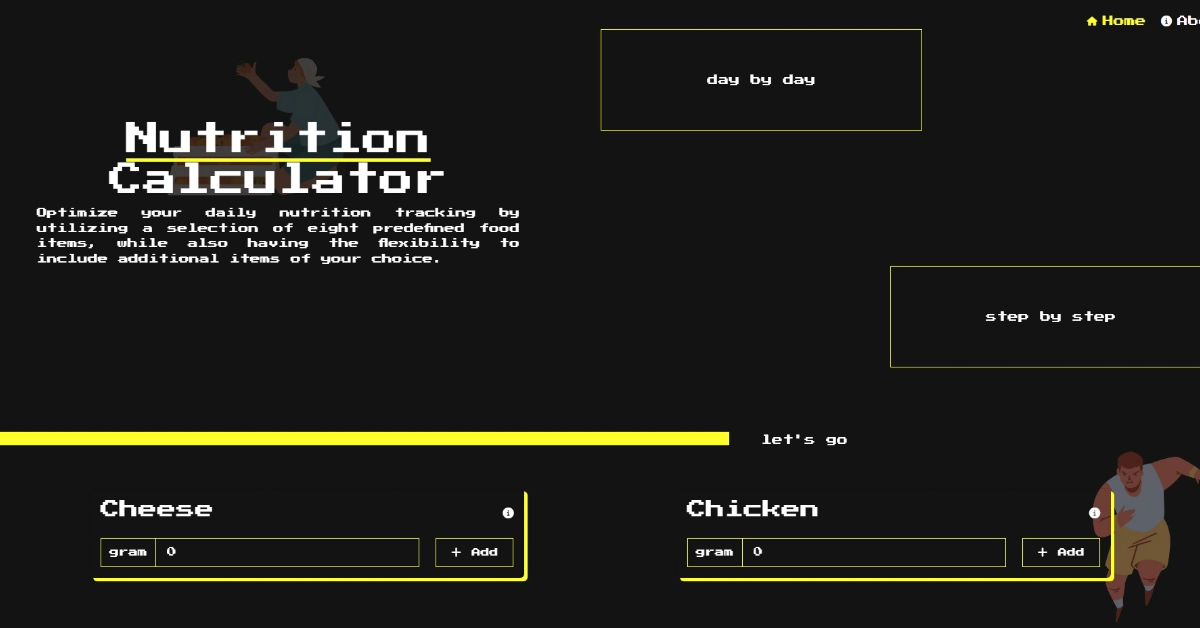 Home
day by day
Nutrition
Calculator
Optimize your daily nutrition tracking by
utilizing a selection of eight predefined food
items, while also having the flexibility to
include additional items of your choice.
step by step
let's go
Cheese
gram 0 + Add
Chicken
gram 0 + Add